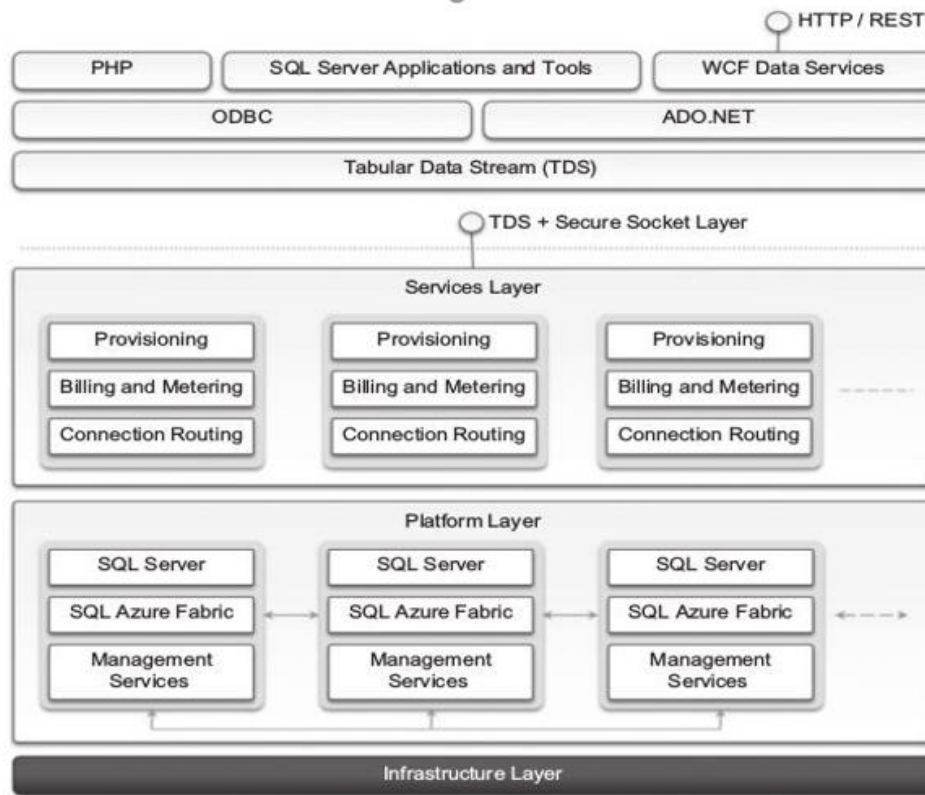 HTTP / REST
PHP
SQL Server Applications and Tools
WCF Data Services
ODBC
ADO.NET
Tabular Data Stream (TDS)
TDS + Secure Socket Layer
Services Layer
Provisioning
Provisioning
Provisioning
Billing and Metering
Billing and Metering
Billing and Metering
Connection Routing
Connection Routing
Connection Routing
Platform Layer
SQL Server
SQL Server
SQL Server
SQL Azure Fabric
SQL Azure Fabric
SQL Azure Fabric
Management
Services
Management
Services
Management
Services
Infrastructure Layer